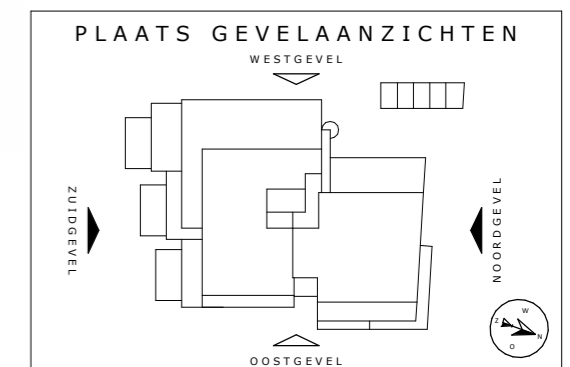 PLAATS GEVELAANZICHTEN
WESTGEVEL
ZUIDGEVEL
NOORDGEVEL
W
Z
N
O
OOSTGEVEL